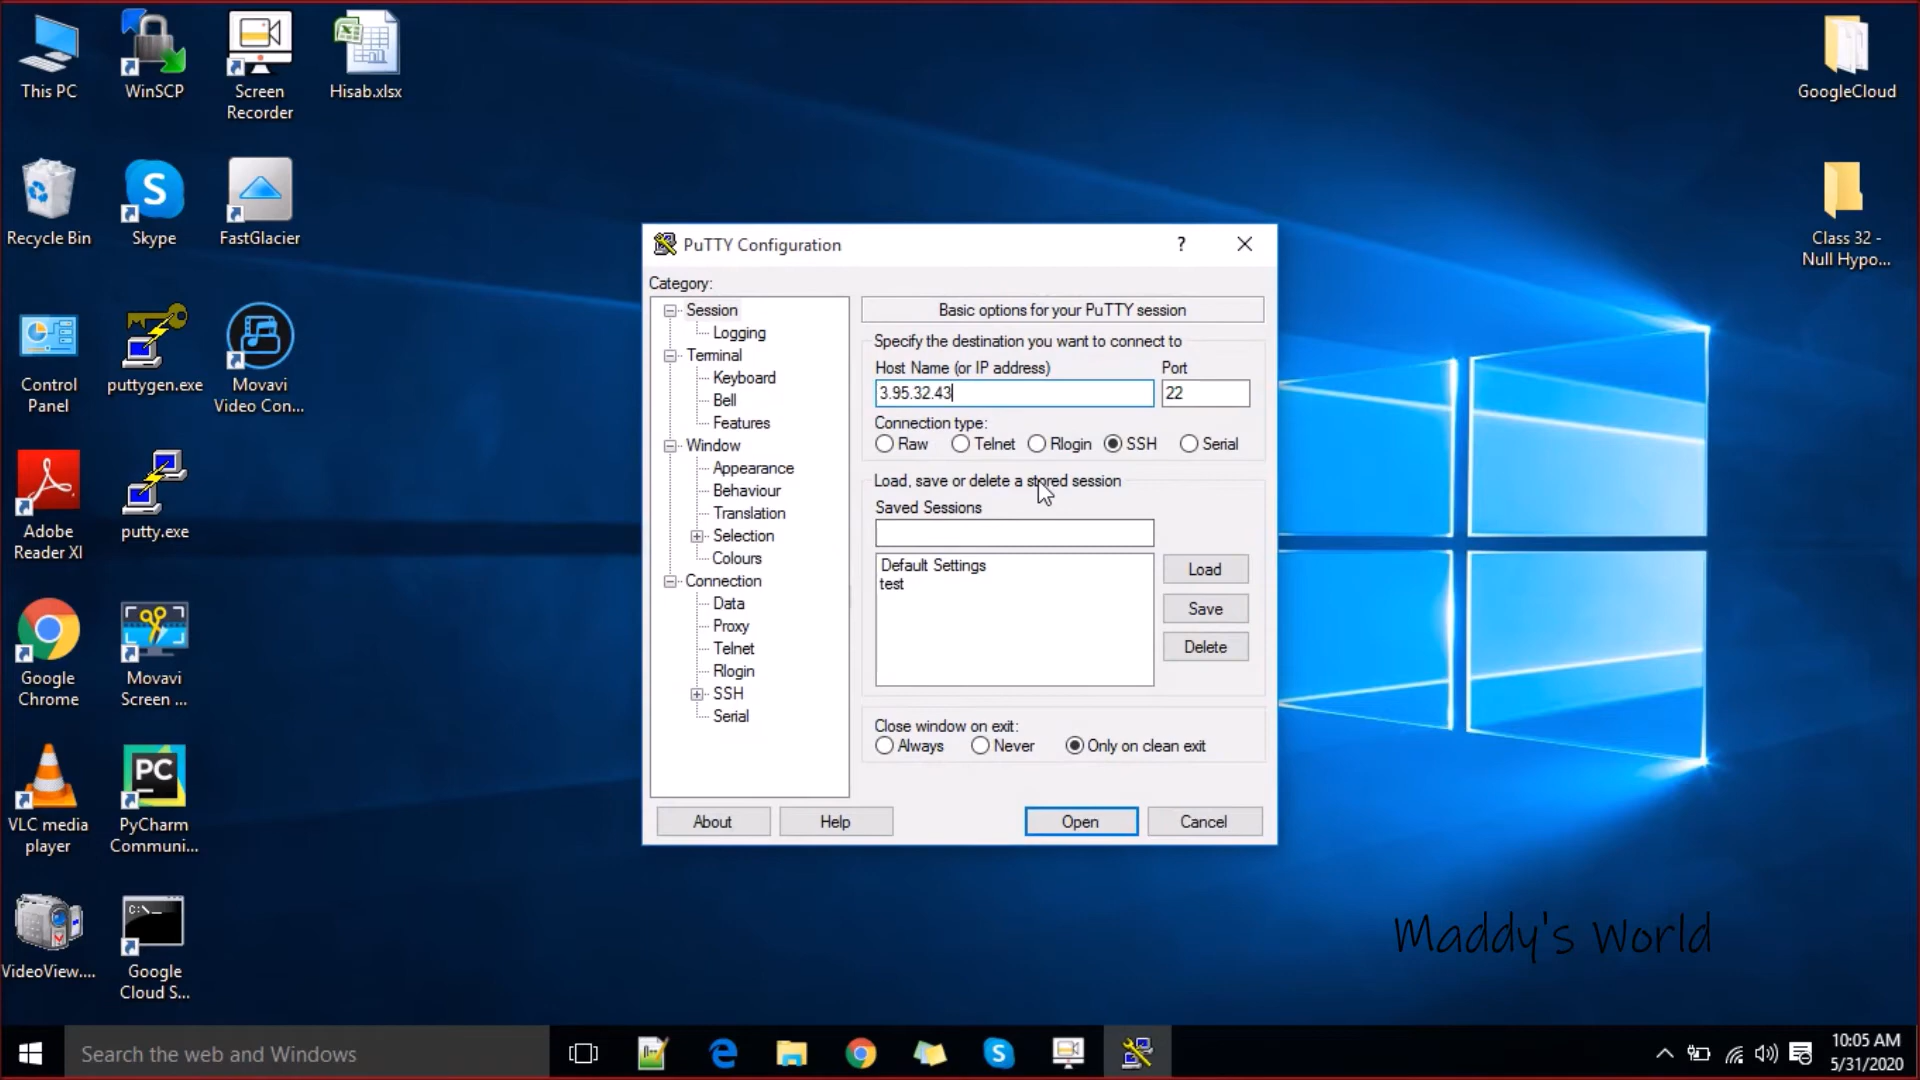 This PC
WinSCP
Screen
Recorder
Hisab.xlsx
GoogleCloud
Recycle Bin
Skype
FastGlacier
Class 32 -
Null Hypo...
Control
Panel
puttygen.exe
Movavi
Video Con...
Adobe
Reader XI
putty.exe
Google
Chrome
Movavi
Screen ...
VLC media
player
PC
PyCharm
Communi...
VideoView....
C:\_
Google
Cloud S...
PuTTY Configuration
?
Category:
Session
Logging
Terminal
Keyboard
Bell
Features
Window
Appearance
Behaviour
Translation
Selection
Colours
Connection
Data
Proxy
Telnet
Rlogin
SSH
Serial
Basic options for your PuTTY session
Specify the destination you want to connect to
Host Name (or IP address)
Port
3.95.32.43
22
Connection type:
Raw
Telnet
Rlogin
SSH
Serial
Load, save or delete a stored session
Saved Sessions
Default Settings
test
Load
Save
Delete
Close window on exit:
Always
Never
Only on clean exit
About
Help
Open
Cancel
Maddy's World
Search the web and Windows
10:05 AM
5/31/2020